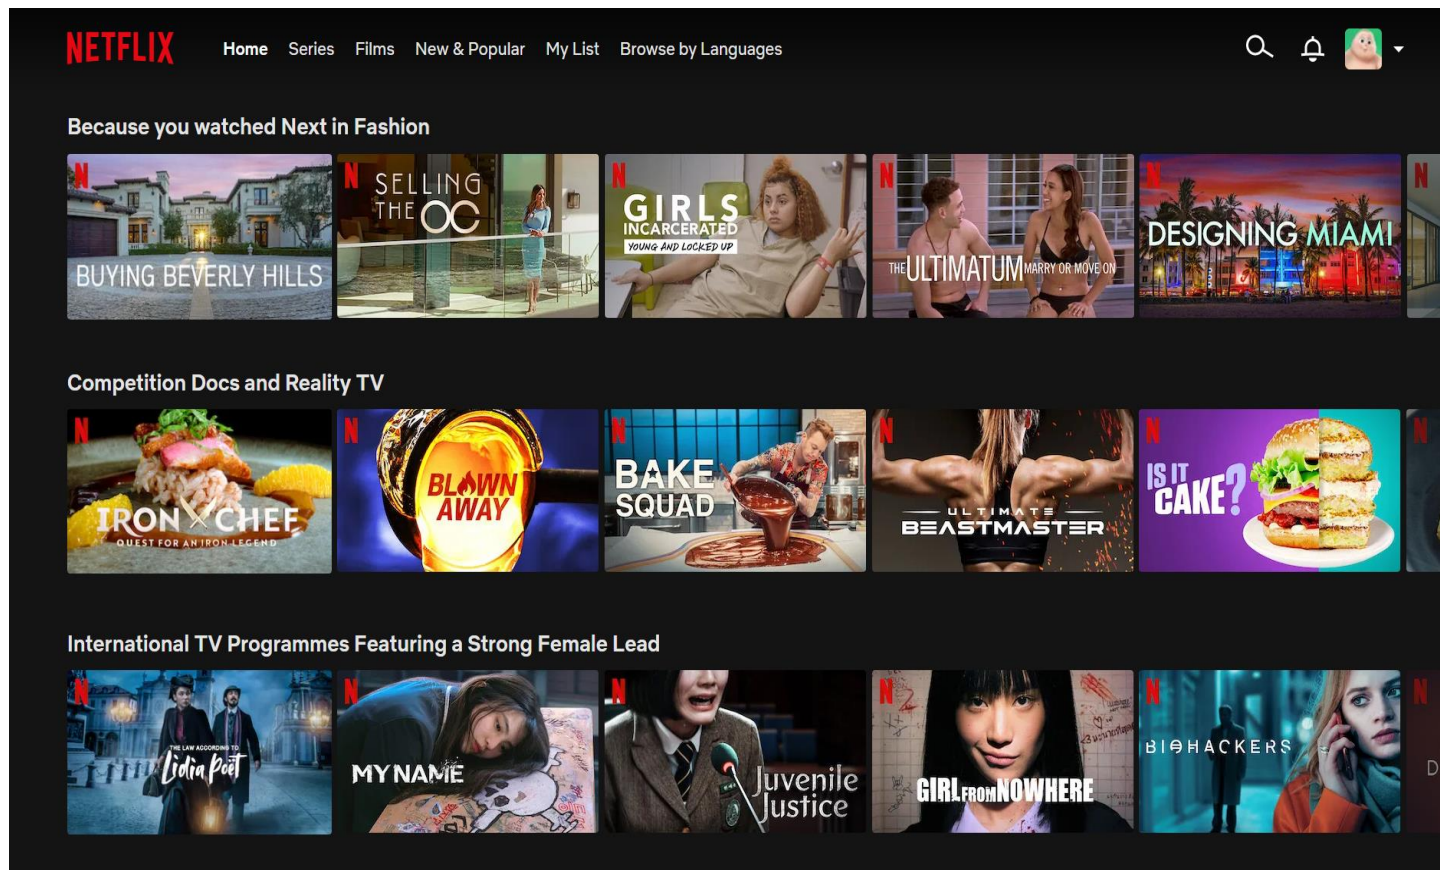 NETFLIX Home Series Films New & Popular My List Browse by Languages
Because you watched Next in Fashion
N
BUYING BEVERLY HILLS
N
SELLING
THE OC
N
GIRLS
INCARCERATED
YOUNG AND LOCKED UP
N
THE ULTIMATUM MARRY OR MOVE ON
N
DESIGNING MIAMI
N
Competition Docs and Reality TV
N
IRON CHEF
QUEST FOR AN IRON LEGEND
N
BLOWN
AWAY
N
BAKE
SQUAD
N
ULTIMATE
BEASTMASTER
N
IS IT
CAKE?
N
International TV Programmes Featuring a Strong Female Lead
N
THE LAW ACCORDING TO
Lidia Poët
N
MY NAME
N
Juvenile
Justice
N
GIRL FROM NOWHERE
N
BIOHACKERS
N
D